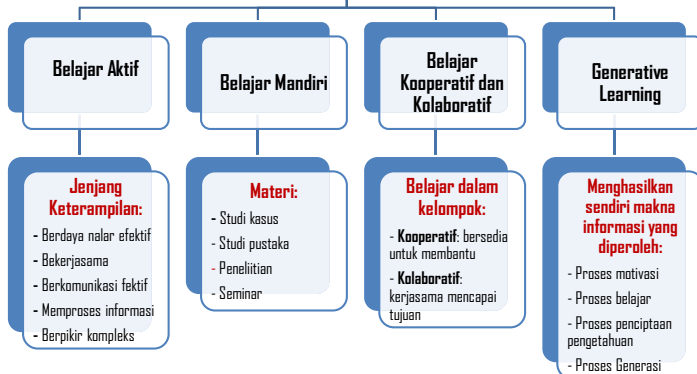 Belajar Aktif
Belajar Mandiri
Belajar
Kooperatif dan
Kolaboratif
Generative
Learning
Jenjang
Keterampilan:
- Berdaya nalar efektif
- Bekerjasama
- Berkomunikasi fektif
- Memproses informasi
- Berpikir kompleks
Materi:
- Studi kasus
- Studi pustaka
- Peneliitian
- Seminar
Belajar dalam
kelompok:
- Kooperatif: bersedia
untuk membantu
- Kolaboratif:
kerjasama mencapai
tujuan
Menghasilkan
sendiri makna
informasi yang
diperoleh:
- Proses motivasi
- Proses belajar
- Proses penciptaan
pengetahuan
- Proses Generasi